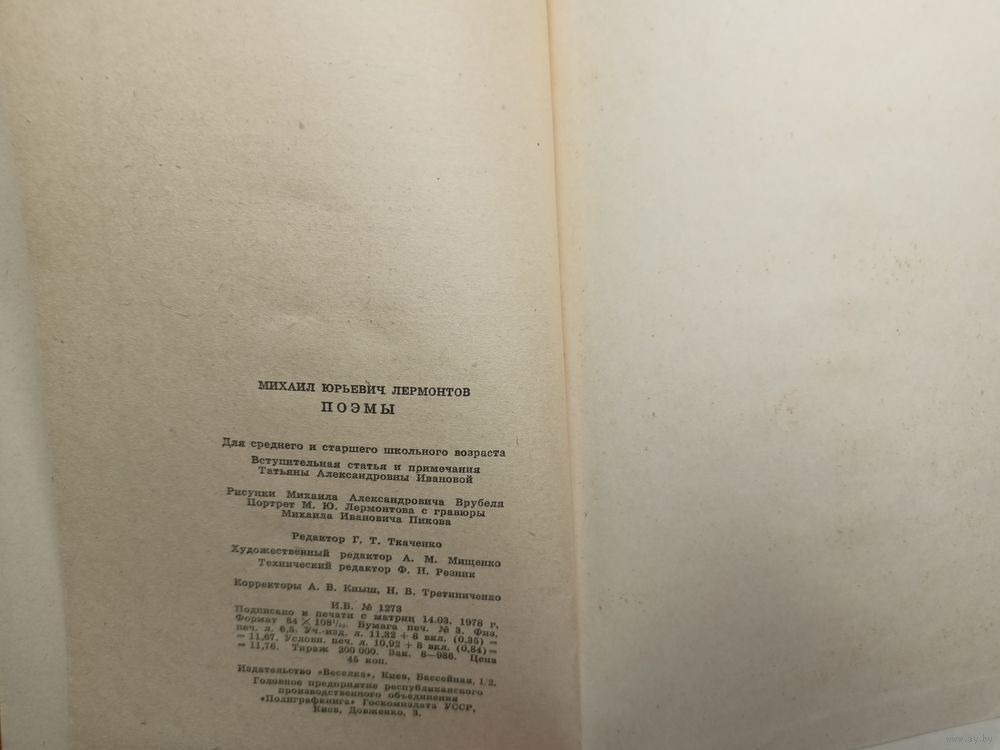 МИХАИЛ ЮРЬЕВИЧ ЛЕРМОНТОВ
ПОЭМЫ
Для среднего и старшего школьного возраста
Вступительная статья и примечания
Татьяны Александровны Ивановой
Рисунки Михаила Александровича Врубеля
Портрет М. Ю. Лермонтова с гравюры
Михаила Ивановича Пикова
Редактор Г. Т. Ткаченко
Художественный редактор А. М. Мищенко
Технический редактор Ф. Н. Резник
Корректоры А. В. Кныш, Н. В. Третиниченко
И.Б. № 1273
Подписано к печати с матриц 14.03. 1978 г.
Формат 84 × 108¹/₃₂. Бумага печ. № 3. Физ.
печ. л. 6,5. Уч.-изд. л. 11,32 + 8 вкл. (0,35) =
= 11,67. Условн. печ. л. 10,92 + 8 вкл. (0,84) =
= 11,76. Тираж 200 000. Зак. 8—986. Цена
45 коп.
Издательство «Веселка», Киев, Бассейная, 1/2.
Головное предприятие республиканского
производственного объединения
«Полиграфкнига» Госкомиздата УССР,
Киев, Довженко, 3.
www.ay.by